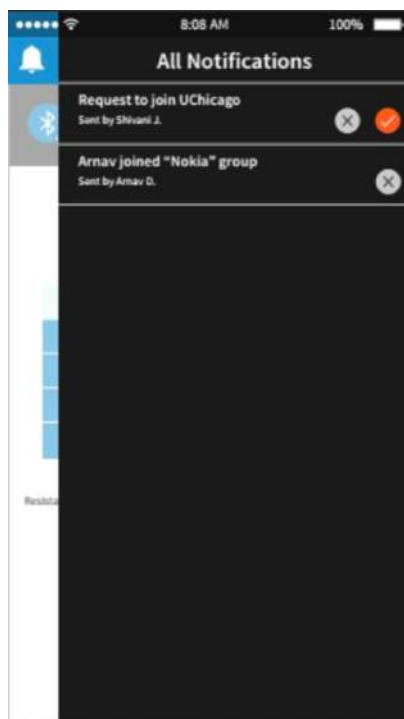 8:08 AM 100%
All Notifications
Request to join UChicago
Sent by Shivani J.
Arnav joined “Nokia” group
Sent by Arnav D.
Resista